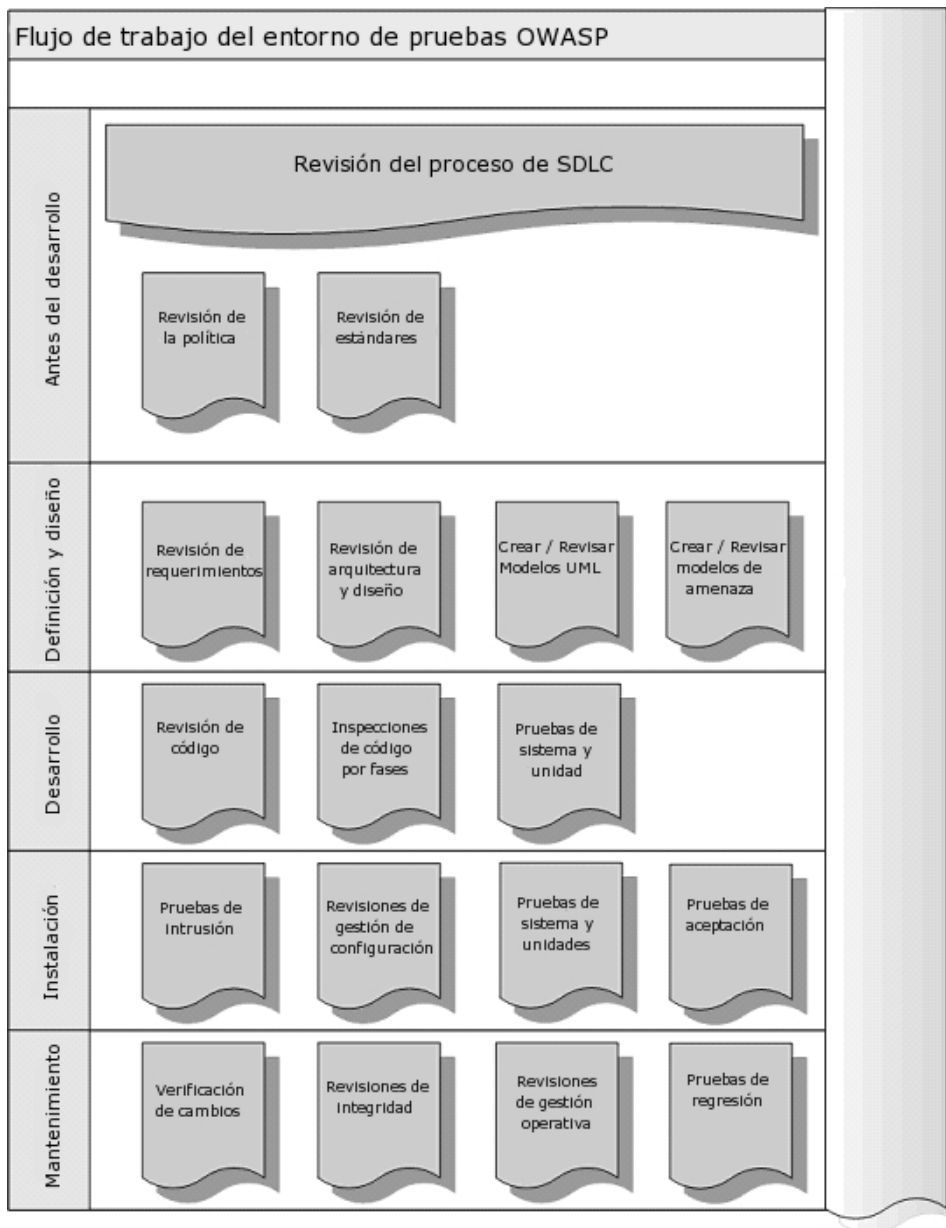 Flujo de trabajo del entorno de pruebas OWASP
Antes del desarrollo
Revisión del proceso de SDLC
Revisión de
la política
Revisión de
estándares
Definición y diseño
Revisión de
requerimientos
Revisión de
arquitectura
y diseño
Crear / Revisar
Modelos UML
Crear / Revisar
modelos de
amenaza
Desarrollo
Revisión de
código
Inspecciones
de código
por fases
Pruebas de
sistema y
unidad
Instalación
Pruebas de
intrusión
Revisiones de
gestión de
configuración
Pruebas de
sistema y
unidades
Pruebas de
aceptación
Mantenimiento
Verificación
de cambios
Revisiones de
integridad
Revisiones
de gestión
operativa
Pruebas de
regresión